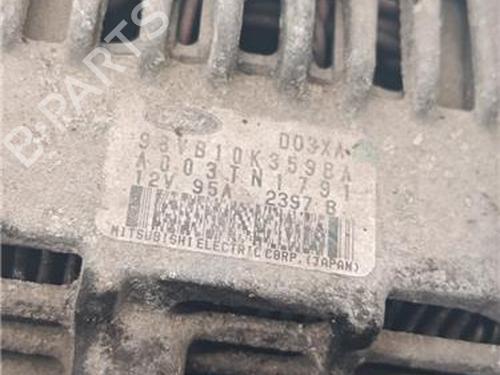 B-PARTS
D03XA
98VB10K359BA
A003TN1791
12V 95A 2397 B
MITSUBISHI ELECTRIC CORP.(JAPAN)